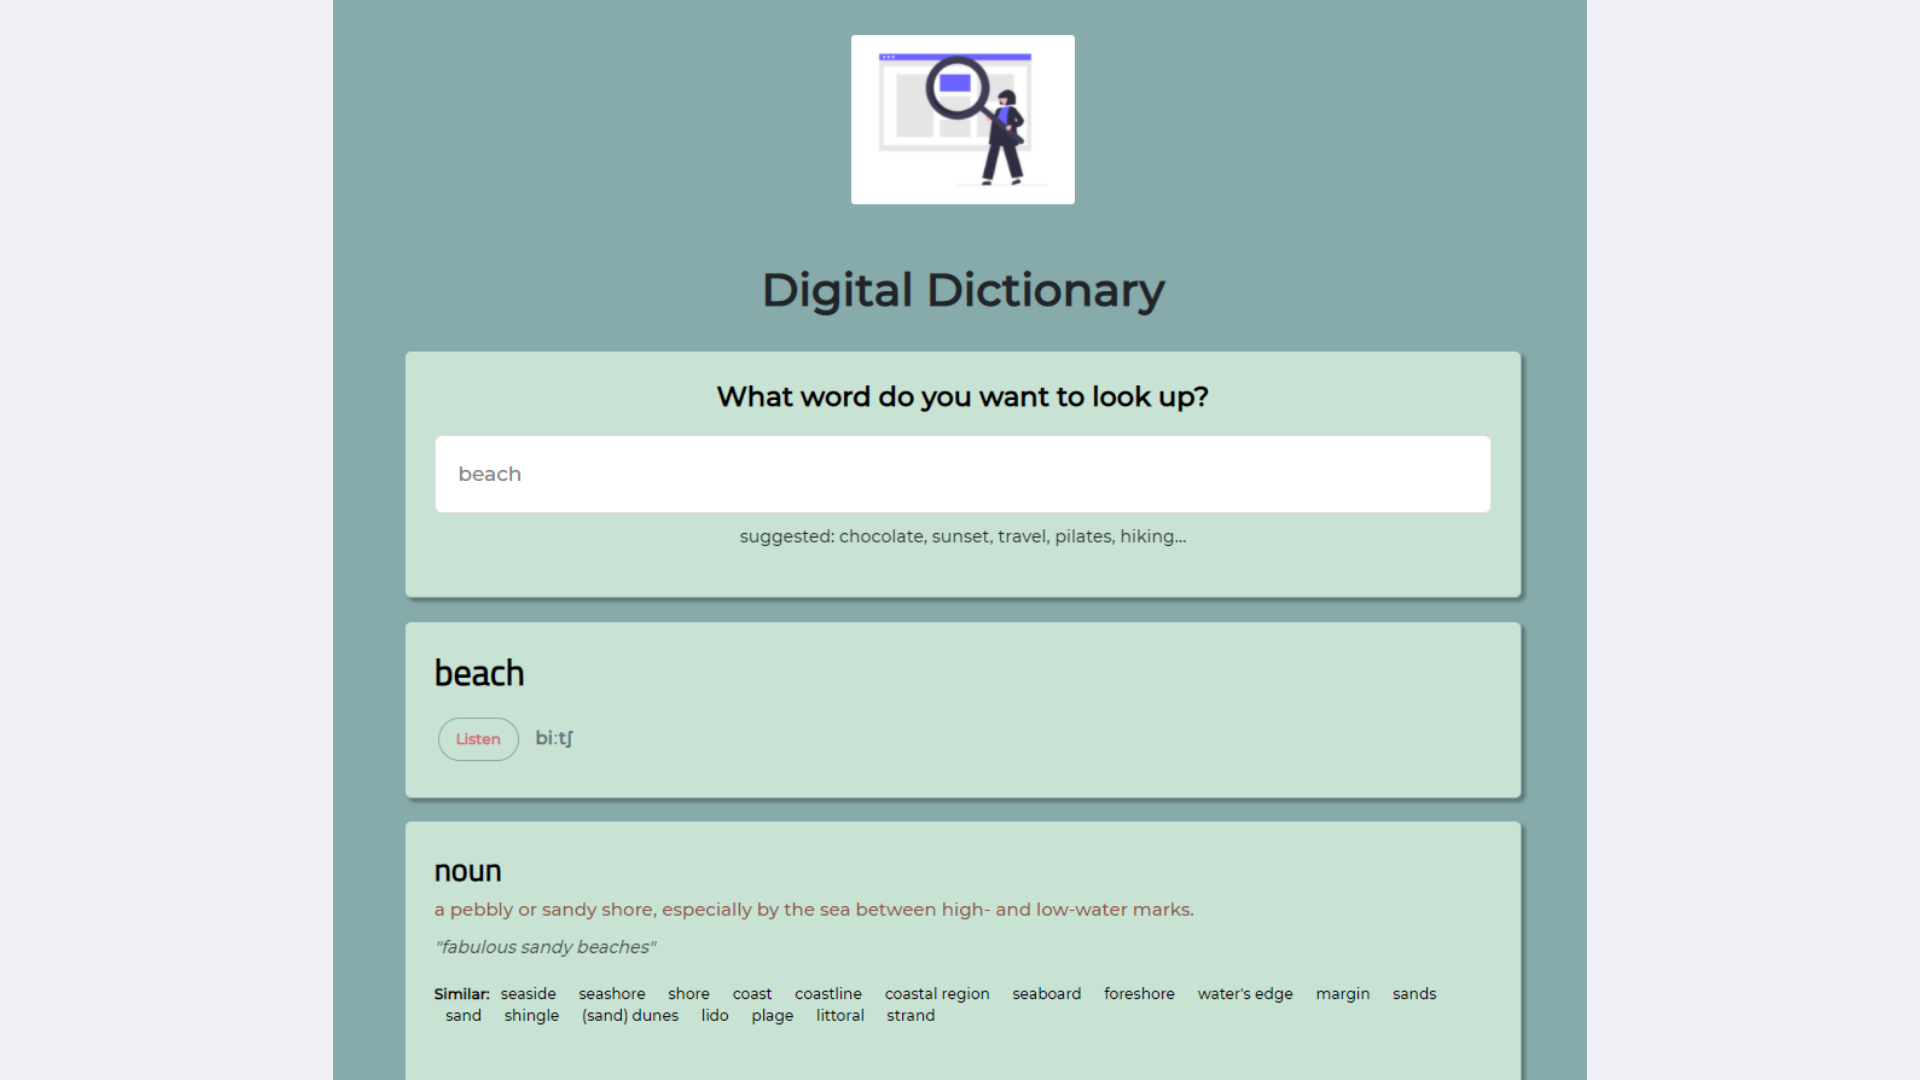 Digital Dictionary
What word do you want to look up?
beach
suggested: chocolate, sunset, travel, pilates, hiking...
beach
Listen biːtʃ
noun
a pebbly or sandy shore, especially by the sea between high- and low-water marks.
"fabulous sandy beaches"
Similar: seaside seashore shore coast coastline coastal region seaboard foreshore water's edge margin sands
sand shingle (sand) dunes lido plage littoral strand